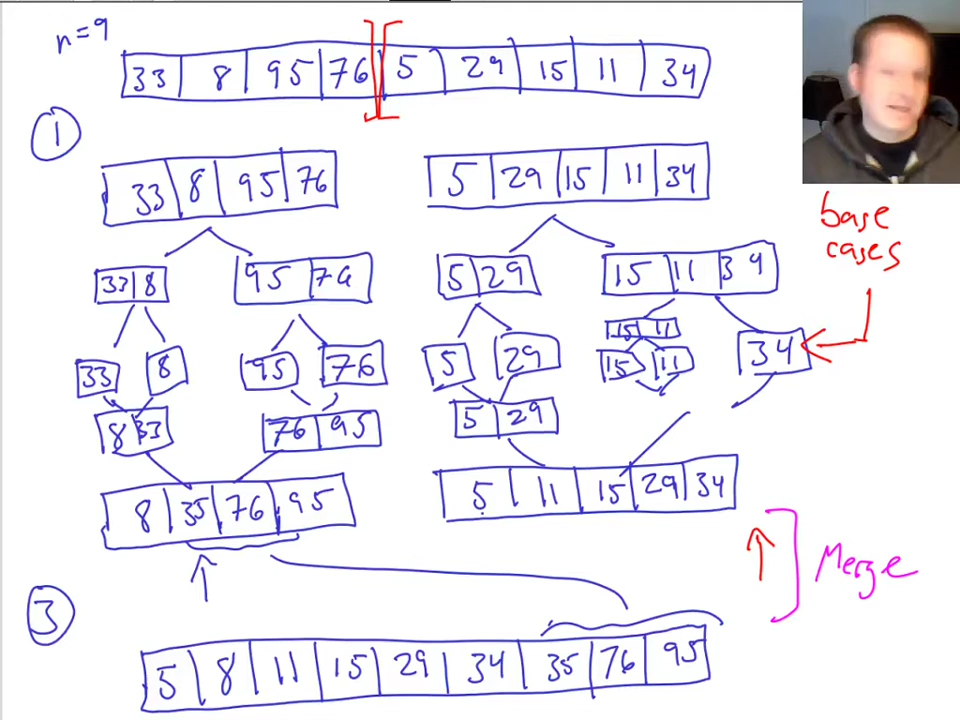 n=9
33 8 95 76 5 29 15 11 34
1
33 8 95 76
5 29 15 11 34
base
cases
33 8
95 76
5 29
15 11 34
15 11
33
8
95
76
5
29
15
11
34
8 33
76 95
5 29
8 35 76 95
5 11 15 29 34
Merge
3
5 8 11 15 29 34 35 76 95